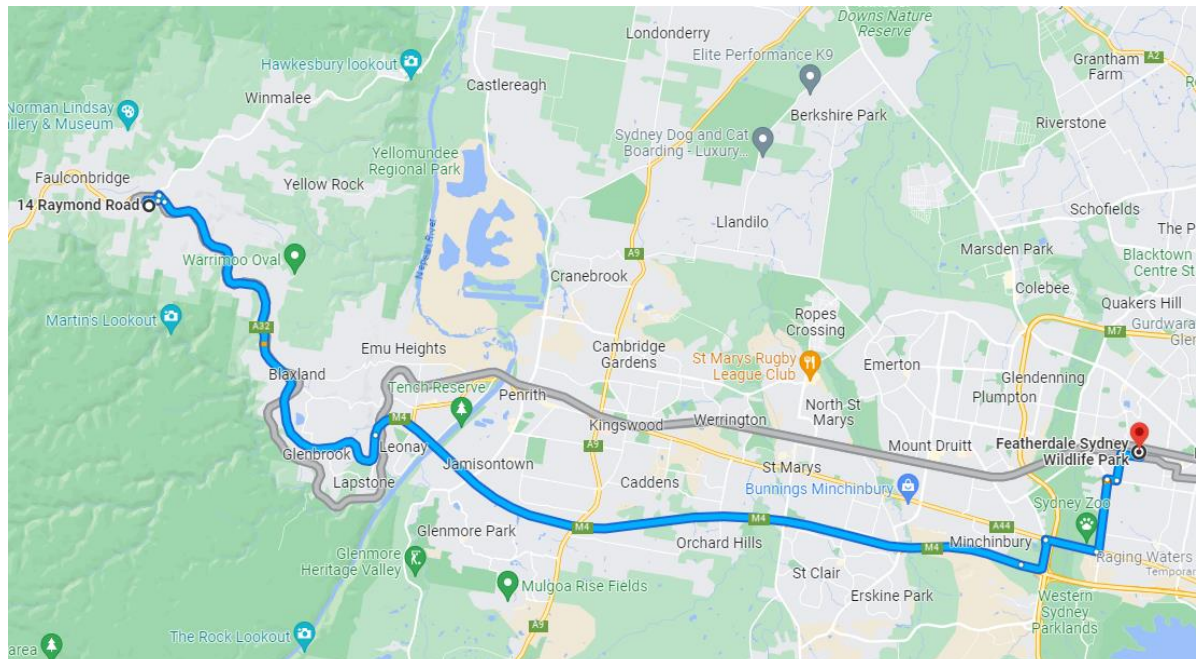 Downs Nature
Reserve
Londonderry
A2
Elite Performance K9
Grantham
Farm
Hawkesbury lookout
Castlereagh
Winmalee
Berkshire Park
Norman Lindsay
allery & Museum
Riverstone
Sydney Dog and Cat
Boarding - Luxury...
Yellomundee
Regional Park
Faulconbridge
Yellow Rock
14 Raymond Road
Llandilo
Schofields
The P
A9
Nepean River
Marsden Park
Blacktown
Centre St
Warrimoo Oval
Cranebrook
Colebee
Quakers Hill
Martin's Lookout
Ropes
Crossing
Gurdwara
Glen
M7
A32
Emu Heights
Cambridge
Gardens
St Marys Rugby
League Club
Emerton
Blaxland
Glendenning
Plumpton
Tench Reserve
Penrith
North St
Marys
M4
Kingswood
Werrington
Mount Druitt
Featherdale Sydney
Wildlife Park
Glenbrook
Leonay
A9
Jamisontown
St Marys
Lapstone
Caddens
Bunnings Minchinbury
Sydney Zoo
Glenmore Park
M4
M4
A44
Orchard Hills
Minchinbury
M4
Raging Waters
Temporar
Glenmore
Heritage Valley
Mulgoa Rise Fields
St Clair
Erskine Park
Western
Sydney
Parklands
The Rock Lookout
A9
area